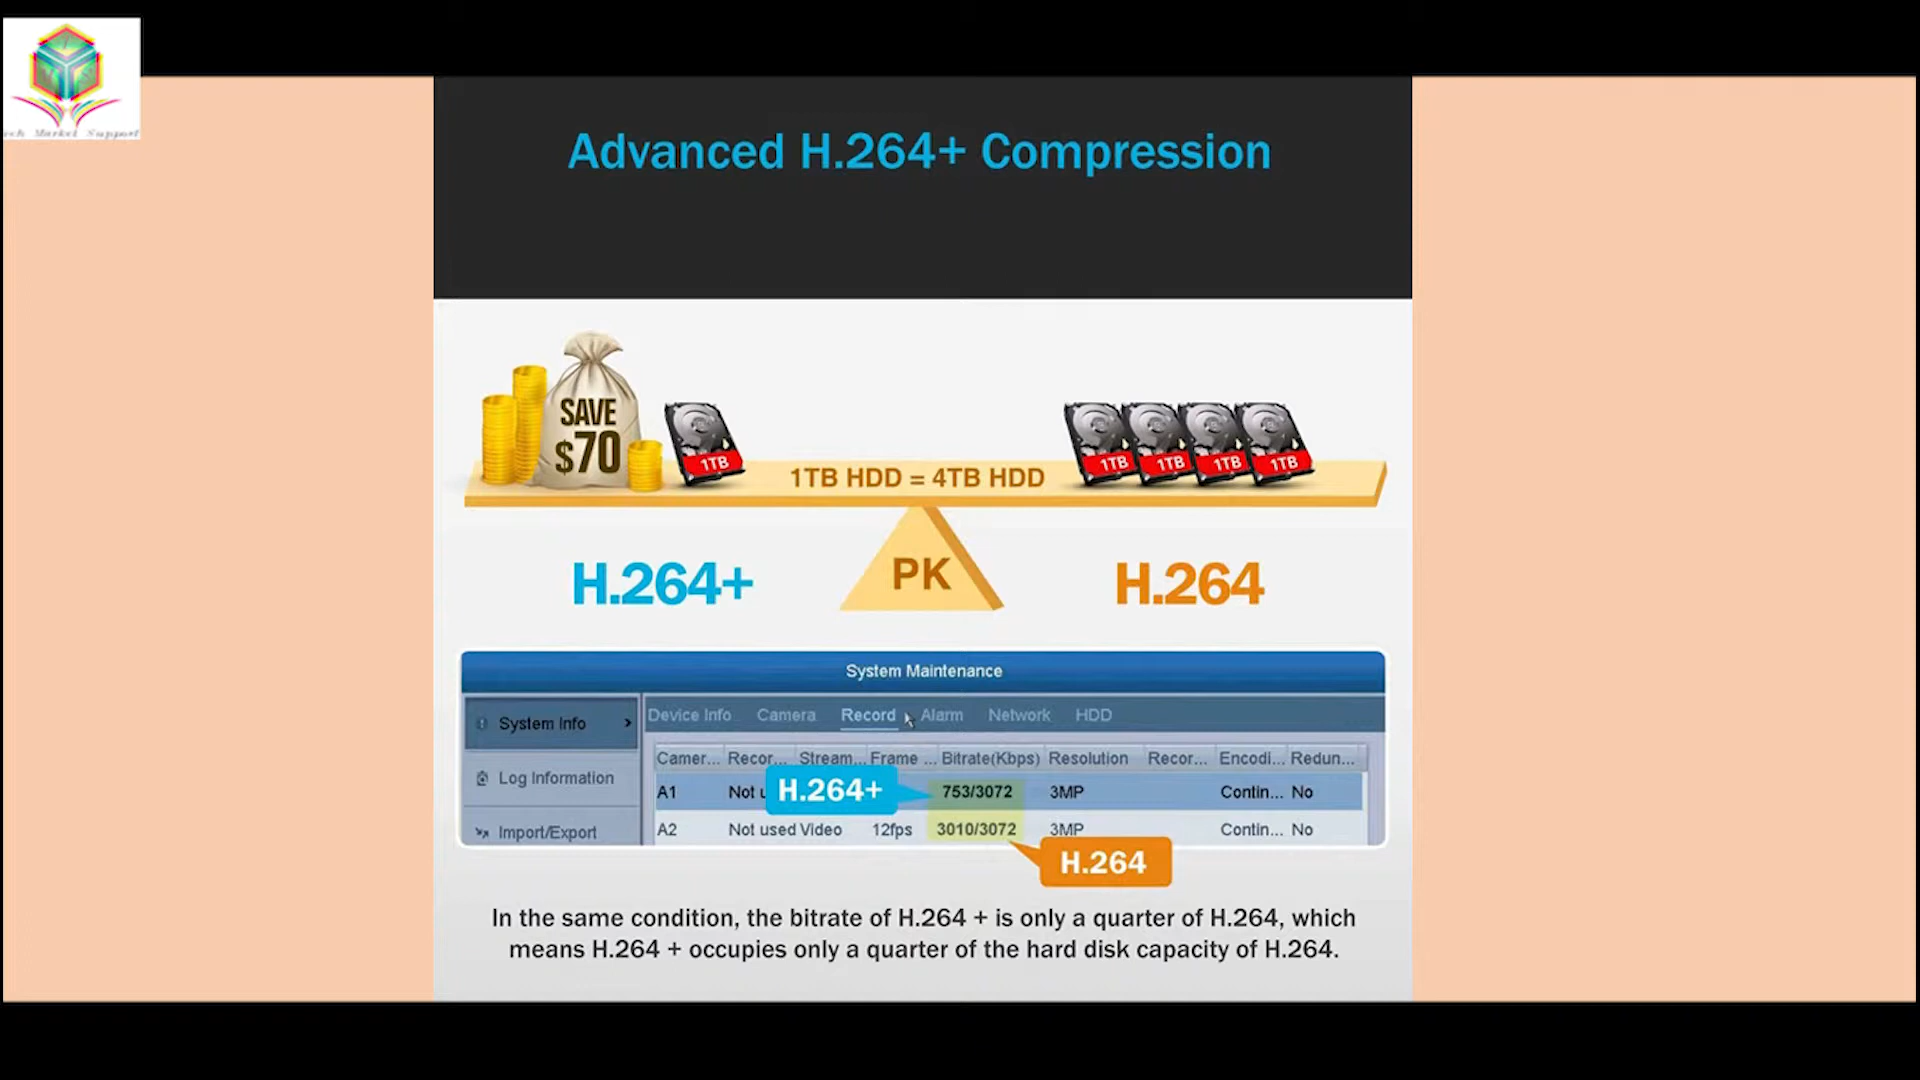 ech Market Support
Advanced H.264+ Compression
SAVE
$70
1TB
1TB HDD = 4TB HDD
1TB 1TB 1TB 1TB
H.264+
PK
H.264
System Maintenance
System Info
Device Info Camera Record Alarm Network HDD
Camer... Recor... Stream... Frame ... Bitrate(Kbps) Resolution Recor... Encodi... Redun...
Log Information
A1 Not u H.264+ 753/3072 3MP Contin... No
Import/Export
A2 Not used Video 12fps 3010/3072 3MP Contin... No
H.264
In the same condition, the bitrate of H.264 + is only a quarter of H.264, which
means H.264 + occupies only a quarter of the hard disk capacity of H.264.